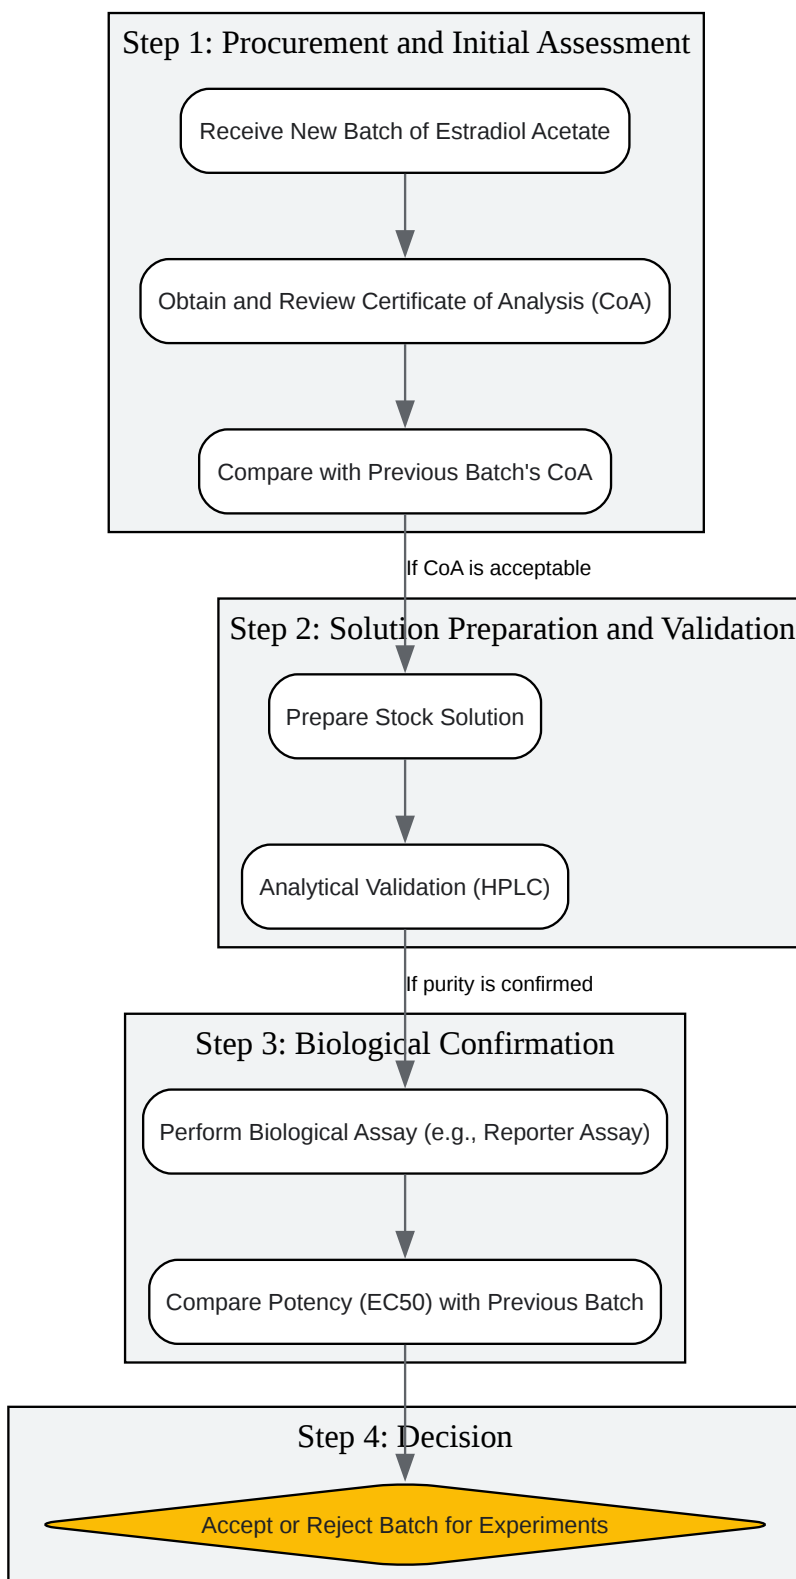 Step 1: Procurement and Initial Assessment
Receive New Batch of Estradiol Acetate
Obtain and Review Certificate of Analysis (CoA)
Compare with Previous Batch's CoA
If CoA is acceptable
Step 2: Solution Preparation and Validation
Prepare Stock Solution
Analytical Validation (HPLC)
If purity is confirmed
Step 3: Biological Confirmation
Perform Biological Assay (e.g., Reporter Assay)
Compare Potency (EC50) with Previous Batch
Step 4: Decision
Accept or Reject Batch for Experiments